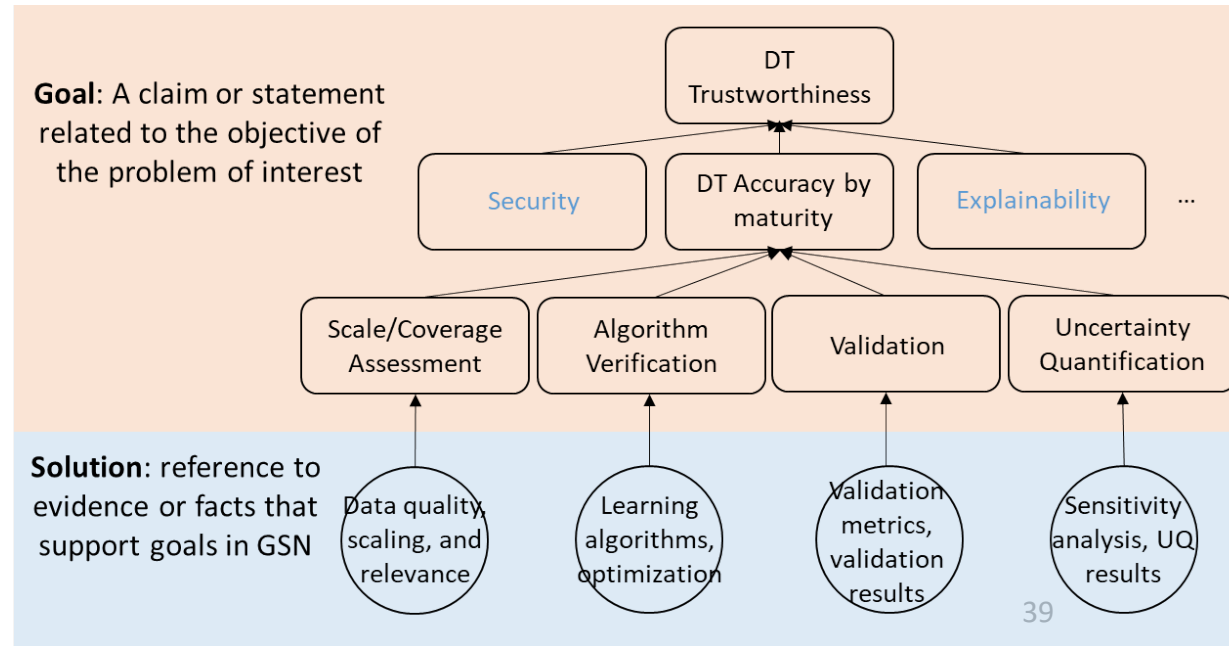 DT
Trustworthiness
Goal: A claim or statement
related to the objective of
the problem of interest
Security
DT Accuracy by
maturity
Explainability
...
Scale/Coverage
Assessment
Algorithm
Verification
Validation
Uncertainty
Quantification
Solution: reference to
evidence or facts that
support goals in GSN
Data quality,
scaling, and
relevance
Learning
algorithms,
optimization
Validation
metrics,
validation
results
Sensitivity
analysis, UQ
results
39